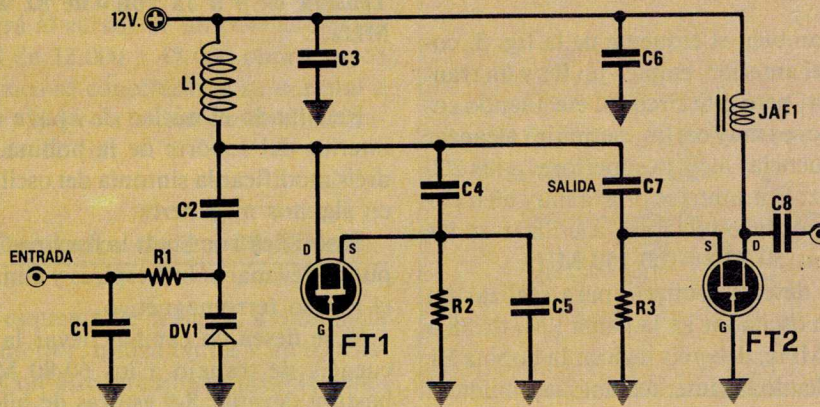 12V.
L1
C3
C6
JAF1
C2
C4
SALIDA
C7
C8
ENTRADA
R1
D
S
S
D
C1
DV1
G
FT1
R2
C5
R3
G
FT2